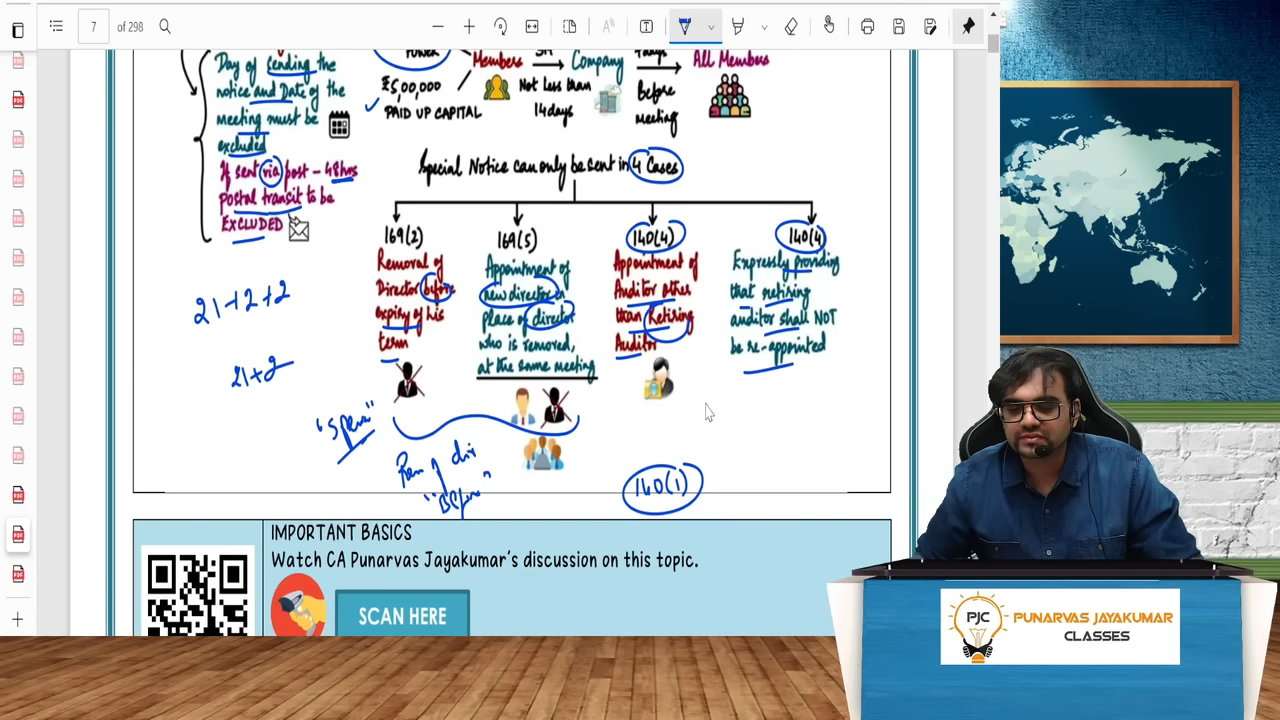 7 of 298
Day of sending the
notice and Date of the
meeting must be
excluded
If sent via post - 48hrs
postal transit to be
EXCLUDED
POWER
₹5,00,000
PAID UP CAPITAL
Members
SN
Company
Not less than
14days
7days
Before
meeting
All Members
Special Notice can only be sent in 4 Cases
169(2)
Removal of
Director before
expiry of his
term
169(5)
Appointment of
new director in
place of director
who is removed,
at the same meeting
140(4)
Appointment of
Auditor other
than Retiring
Auditor
140(4)
Expressly providing
that retiring
auditor shall NOT
be re-appointed
21+2+2
21+2
140(1)
IMPORTANT BASICS
Watch CA Punarvas Jayakumar's discussion on this topic.
SCAN HERE
PJC
PUNARVAS JAYAKUMAR
CLASSES